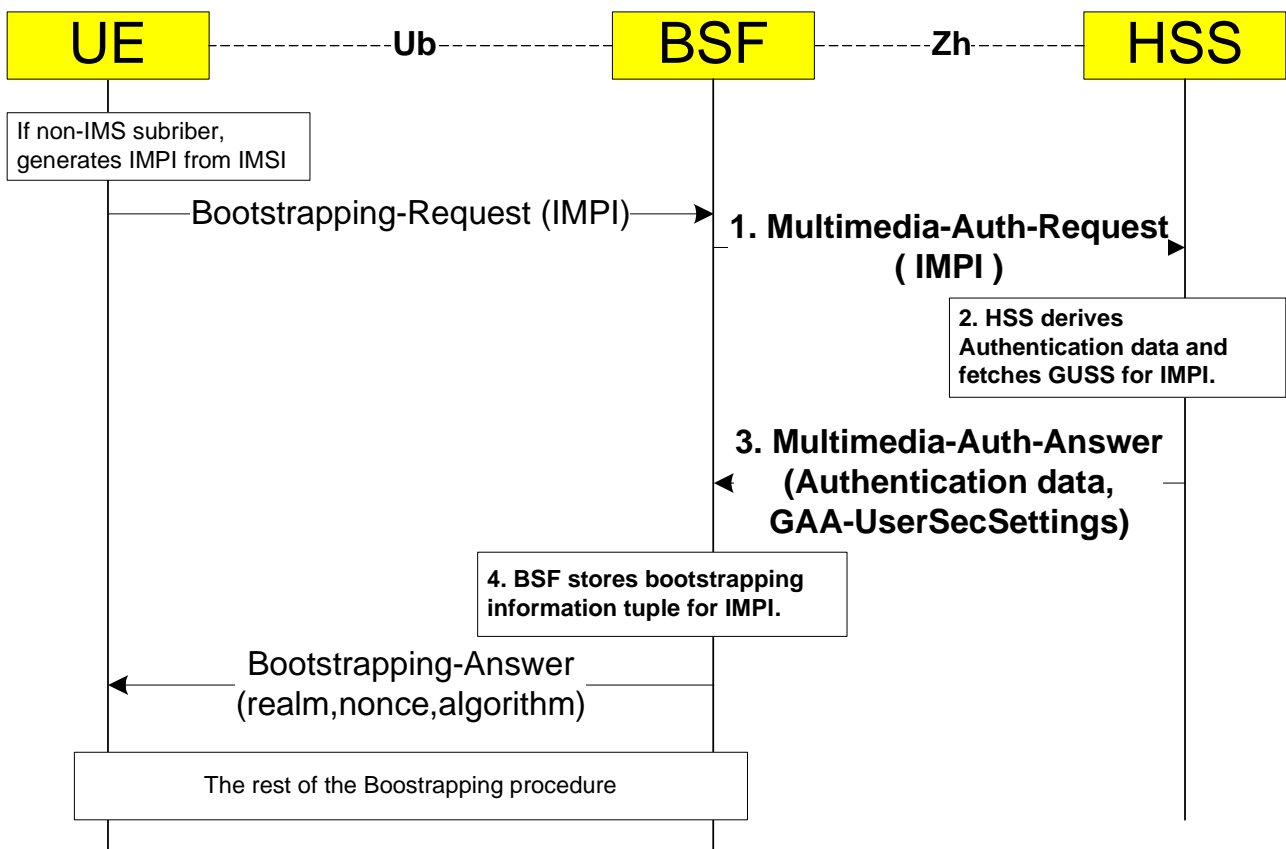 UE
Ub
BSF
Zh
HSS
If non-IMS subriber,
generates IMPI from IMSI
Bootstrapping-Request (IMPI)
1. Multimedia-Auth-Request
( IMPI )
2. HSS derives
Authentication data and
fetches GUSS for IMPI.
3. Multimedia-Auth-Answer
(Authentication data,
GAA-UserSecSettings)
4. BSF stores bootstrapping
information tuple for IMPI.
Bootstrapping-Answer
(realm,nonce,algorithm)
The rest of the Boostrapping procedure